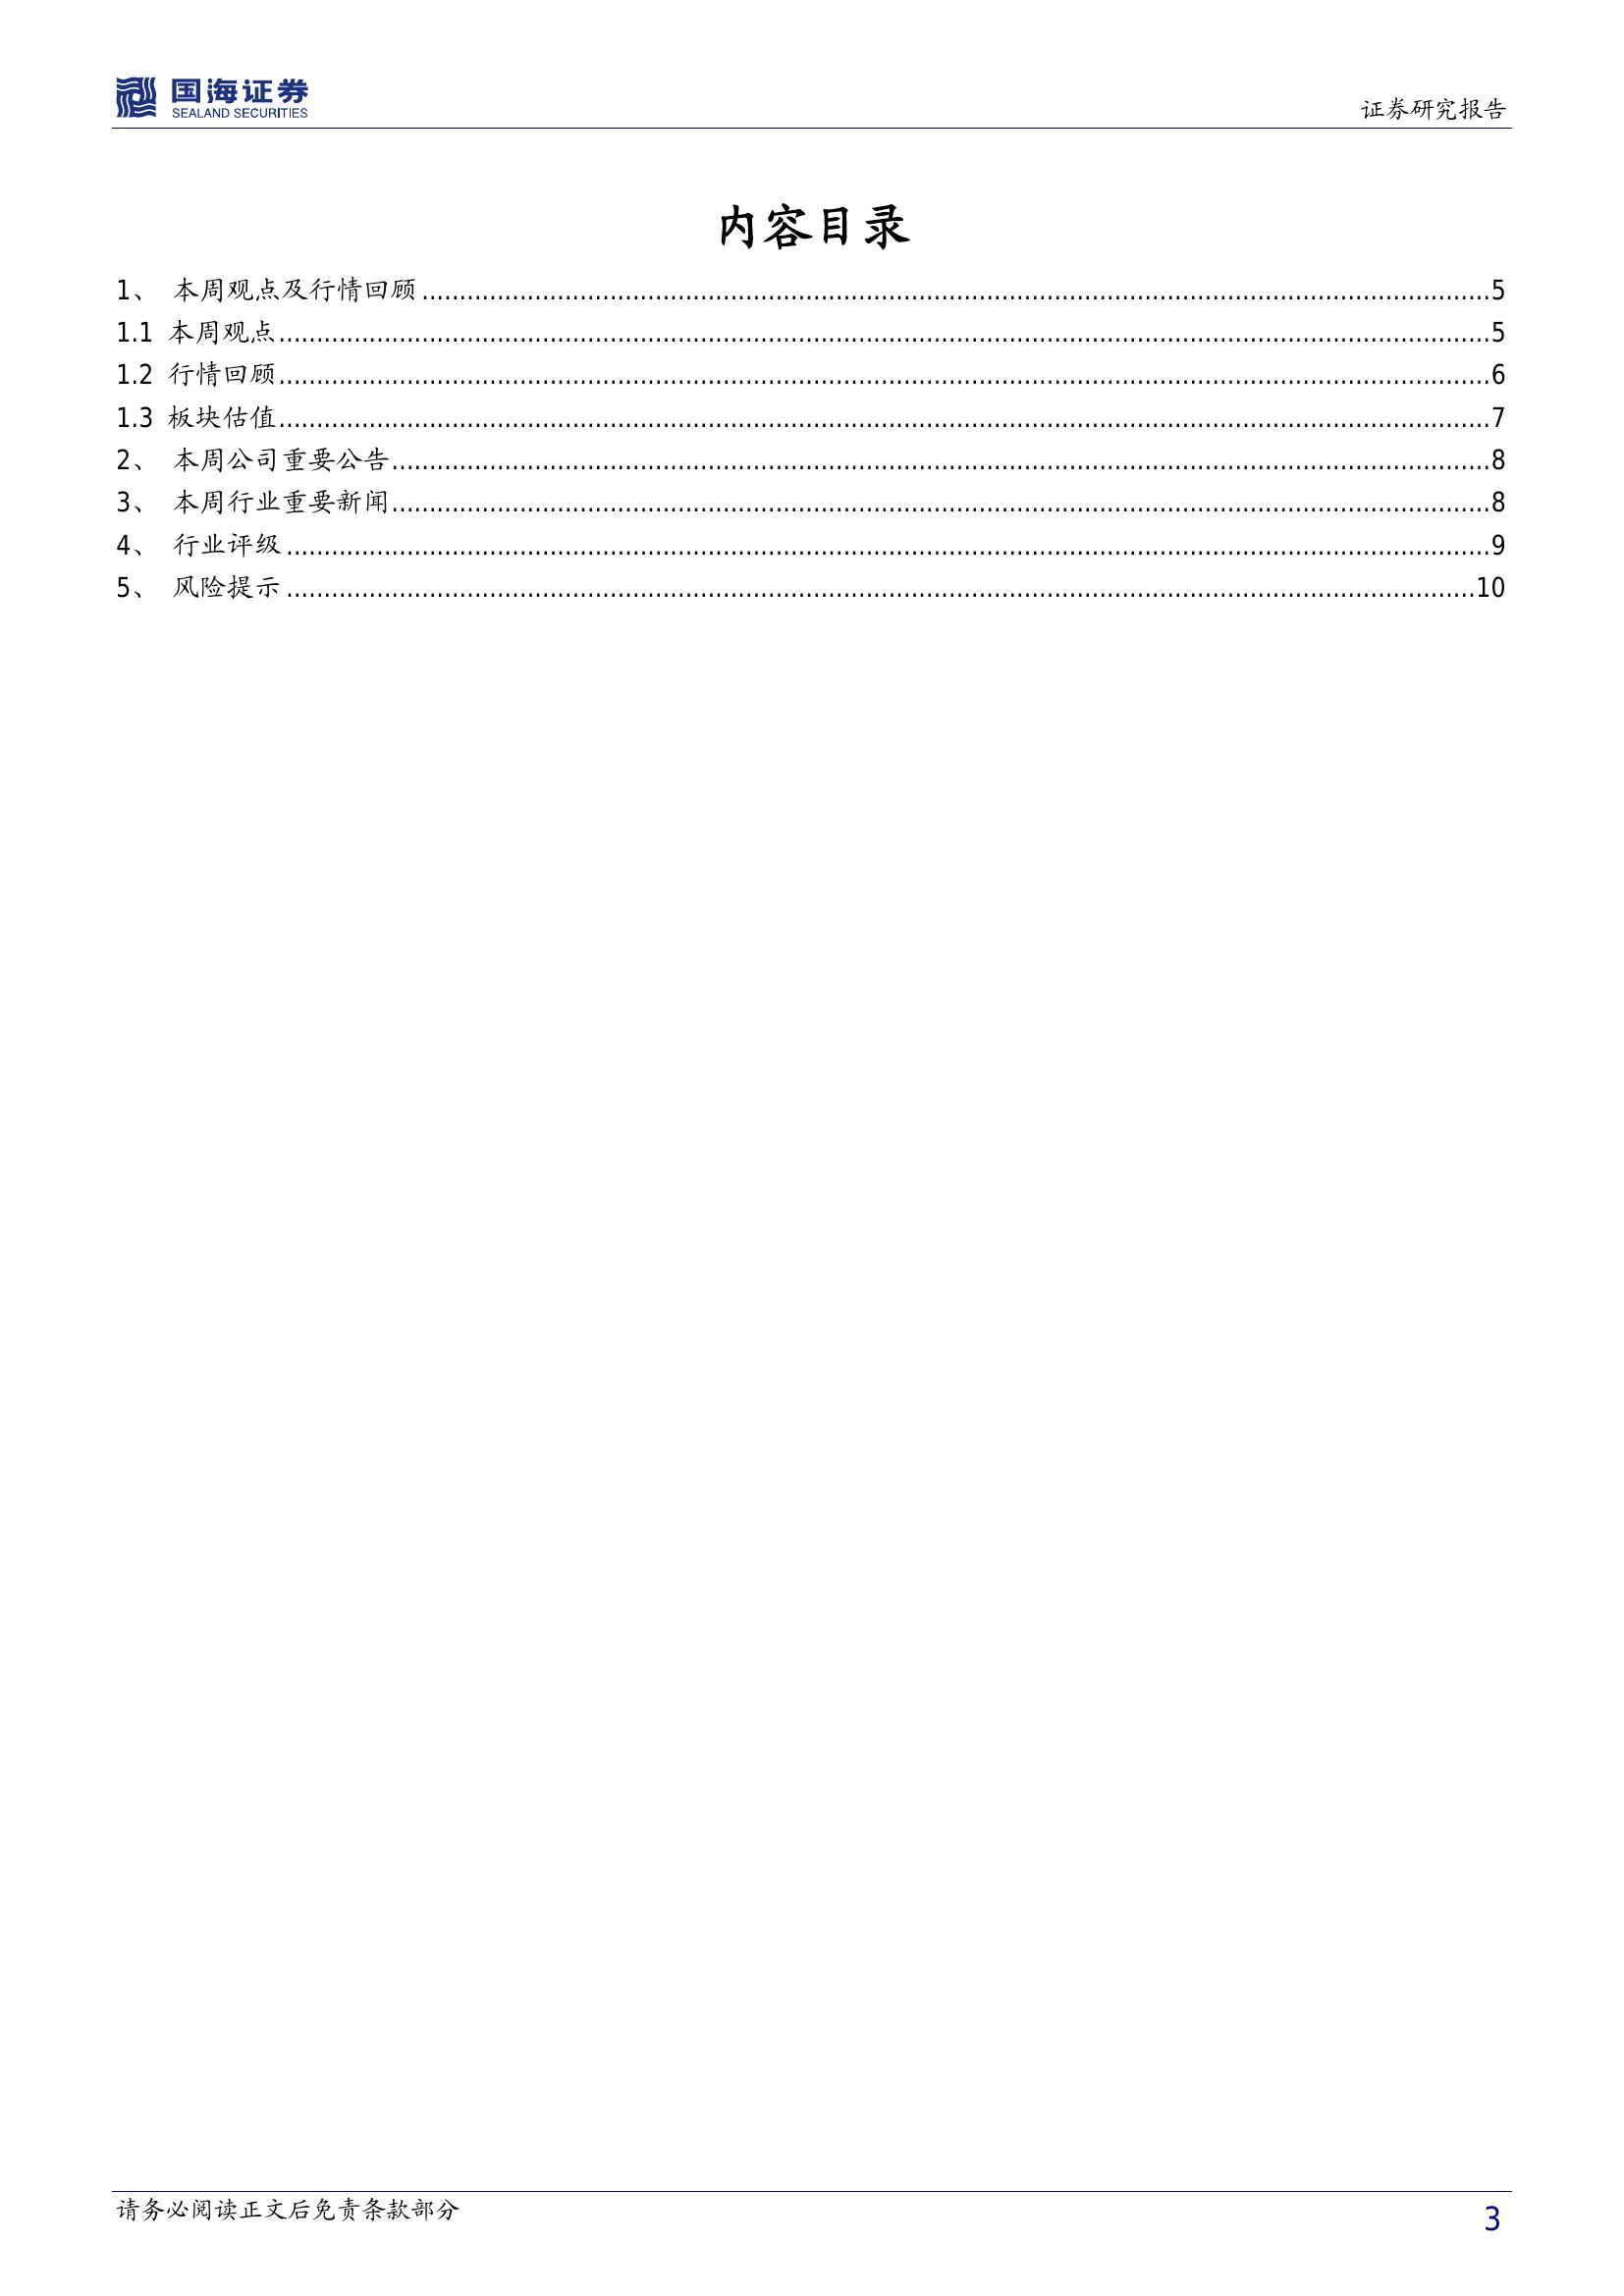 国海证券
SEALAND SECURITIES
证券研究报告
内容目录
1、 本周观点及行情回顾........................................5
1.1 本周观点........................................5
1.2 行情回顾........................................6
1.3 板块估值........................................7
2、 本周公司重要公告........................................8
3、 本周行业重要新闻........................................8
4、 行业评级........................................9
5、 风险提示........................................10
请务必阅读正文后免责条款部分
3